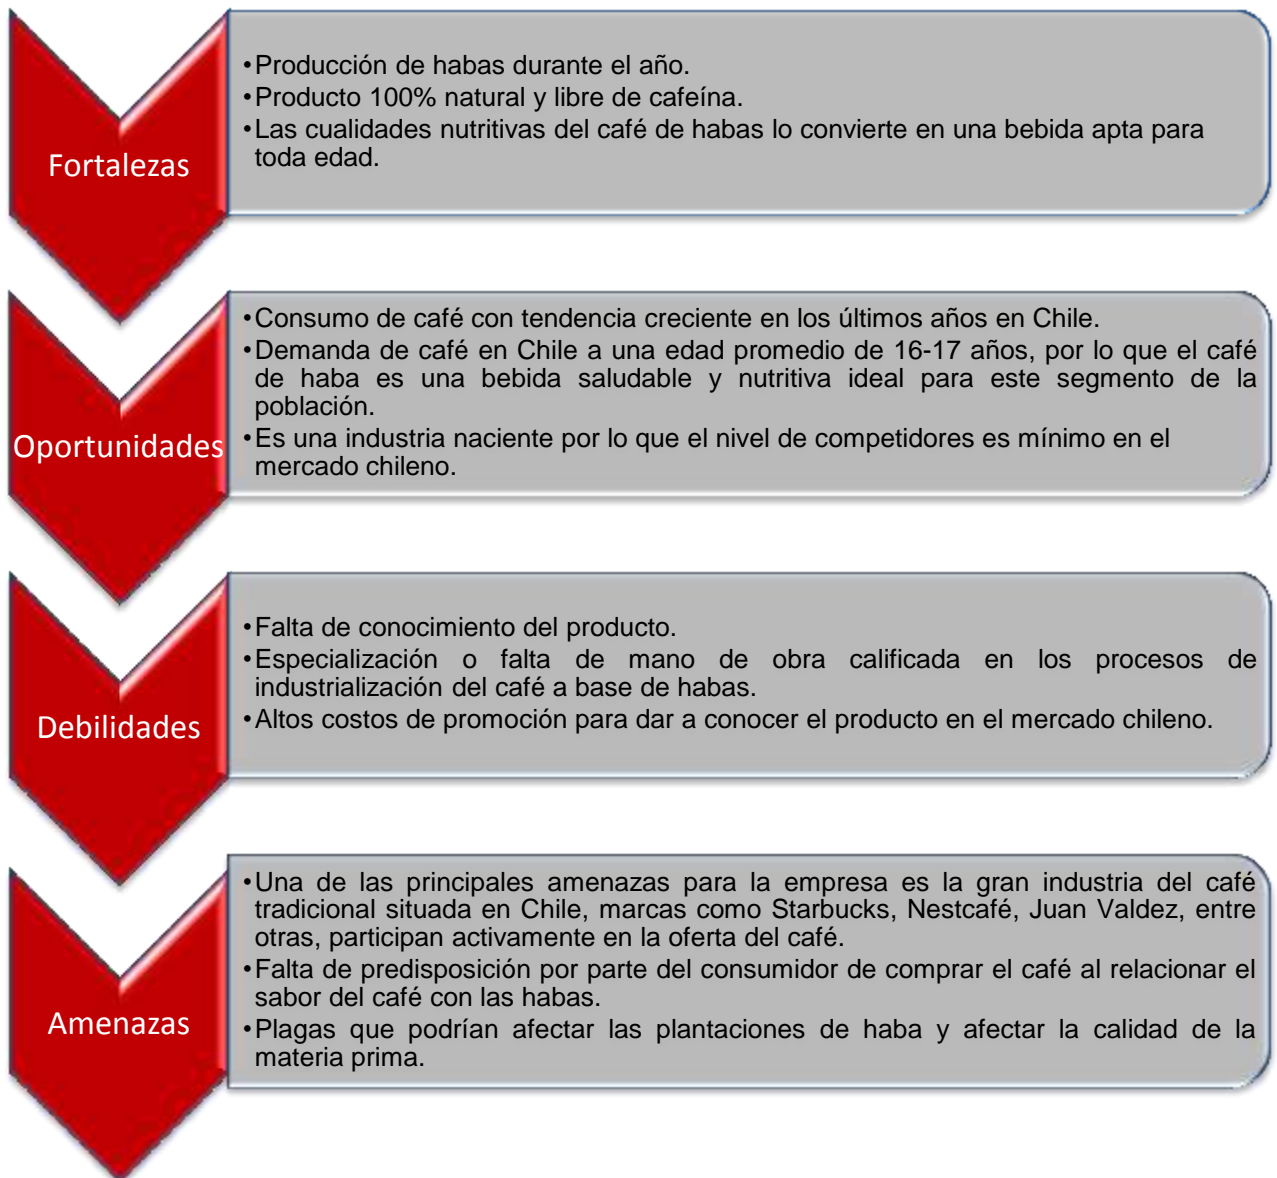 Fortalezas
•Producción de habas durante el año.
•Producto 100% natural y libre de cafeína.
•Las cualidades nutritivas del café de habas lo convierte en una bebida apta para
toda edad.
Oportunidades
•Consumo de café con tendencia creciente en los últimos años en Chile.
•Demanda de café en Chile a una edad promedio de 16-17 años, por lo que el café
de haba es una bebida saludable y nutritiva ideal para este segmento de la
población.
•Es una industria naciente por lo que el nivel de competidores es mínimo en el
mercado chileno.
Debilidades
•Falta de conocimiento del producto.
•Especialización o falta de mano de obra calificada en los procesos de
industrialización del café a base de habas.
•Altos costos de promoción para dar a conocer el producto en el mercado chileno.
Amenazas
•Una de las principales amenazas para la empresa es la gran industria del café
tradicional situada en Chile, marcas como Starbucks, Nestcafé, Juan Valdez, entre
otras, participan activamente en la oferta del café.
•Falta de predisposición por parte del consumidor de comprar el café al relacionar el
sabor del café con las habas.
•Plagas que podrían afectar las plantaciones de haba y afectar la calidad de la
materia prima.